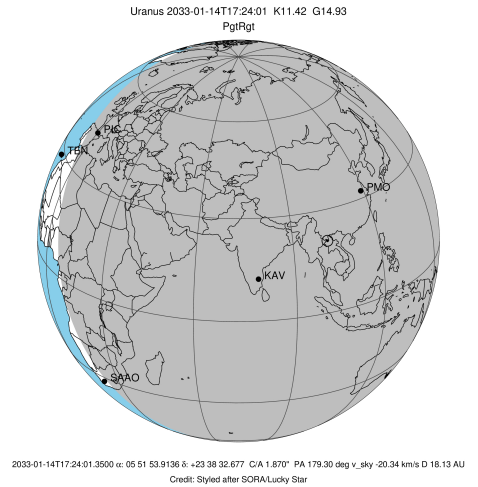 Uranus 2033-01-14T17:24:01 K11.42 G14.93
PgtRgt
PIC
TEN
PMO
KAV
SAAO
2033-01-14T17:24:01.3500 α: 05 51 53.9136 δ: +23 38 32.677 C/A 1.870" PA 179.30 deg v_sky -20.34 km/s D 18.13 AU
Credit: Styled after SORA/Lucky Star